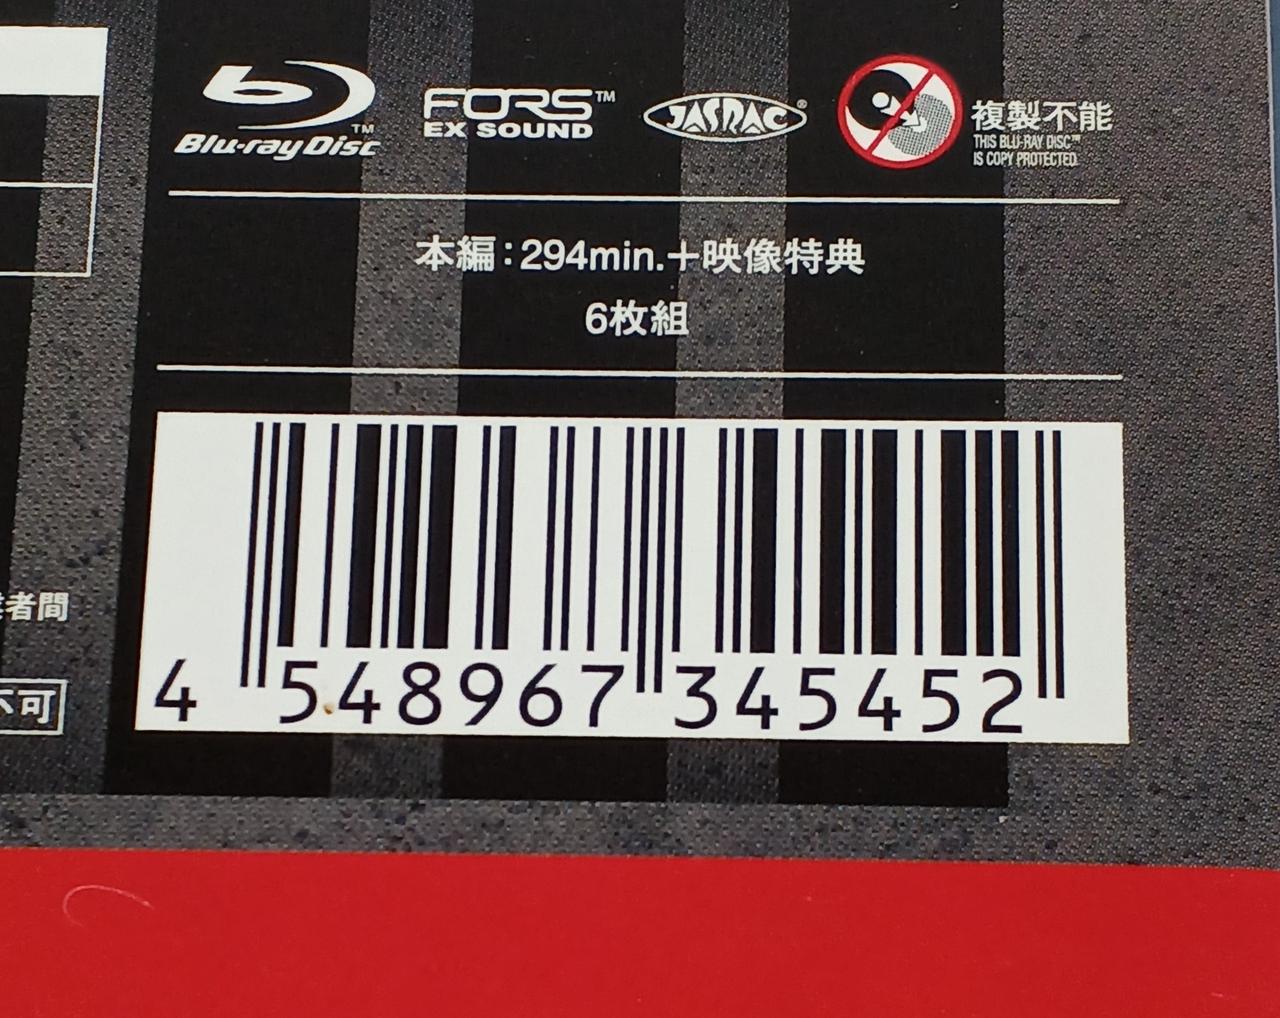 Blu-ray Disc™
FORS™
EX SOUND
JASRAC®
複製不能
THIS BLU-RAY DISC™
IS COPY PROTECTED.
本編：294min.＋映像特典
6枚組
者間
不可
4 548967 345452